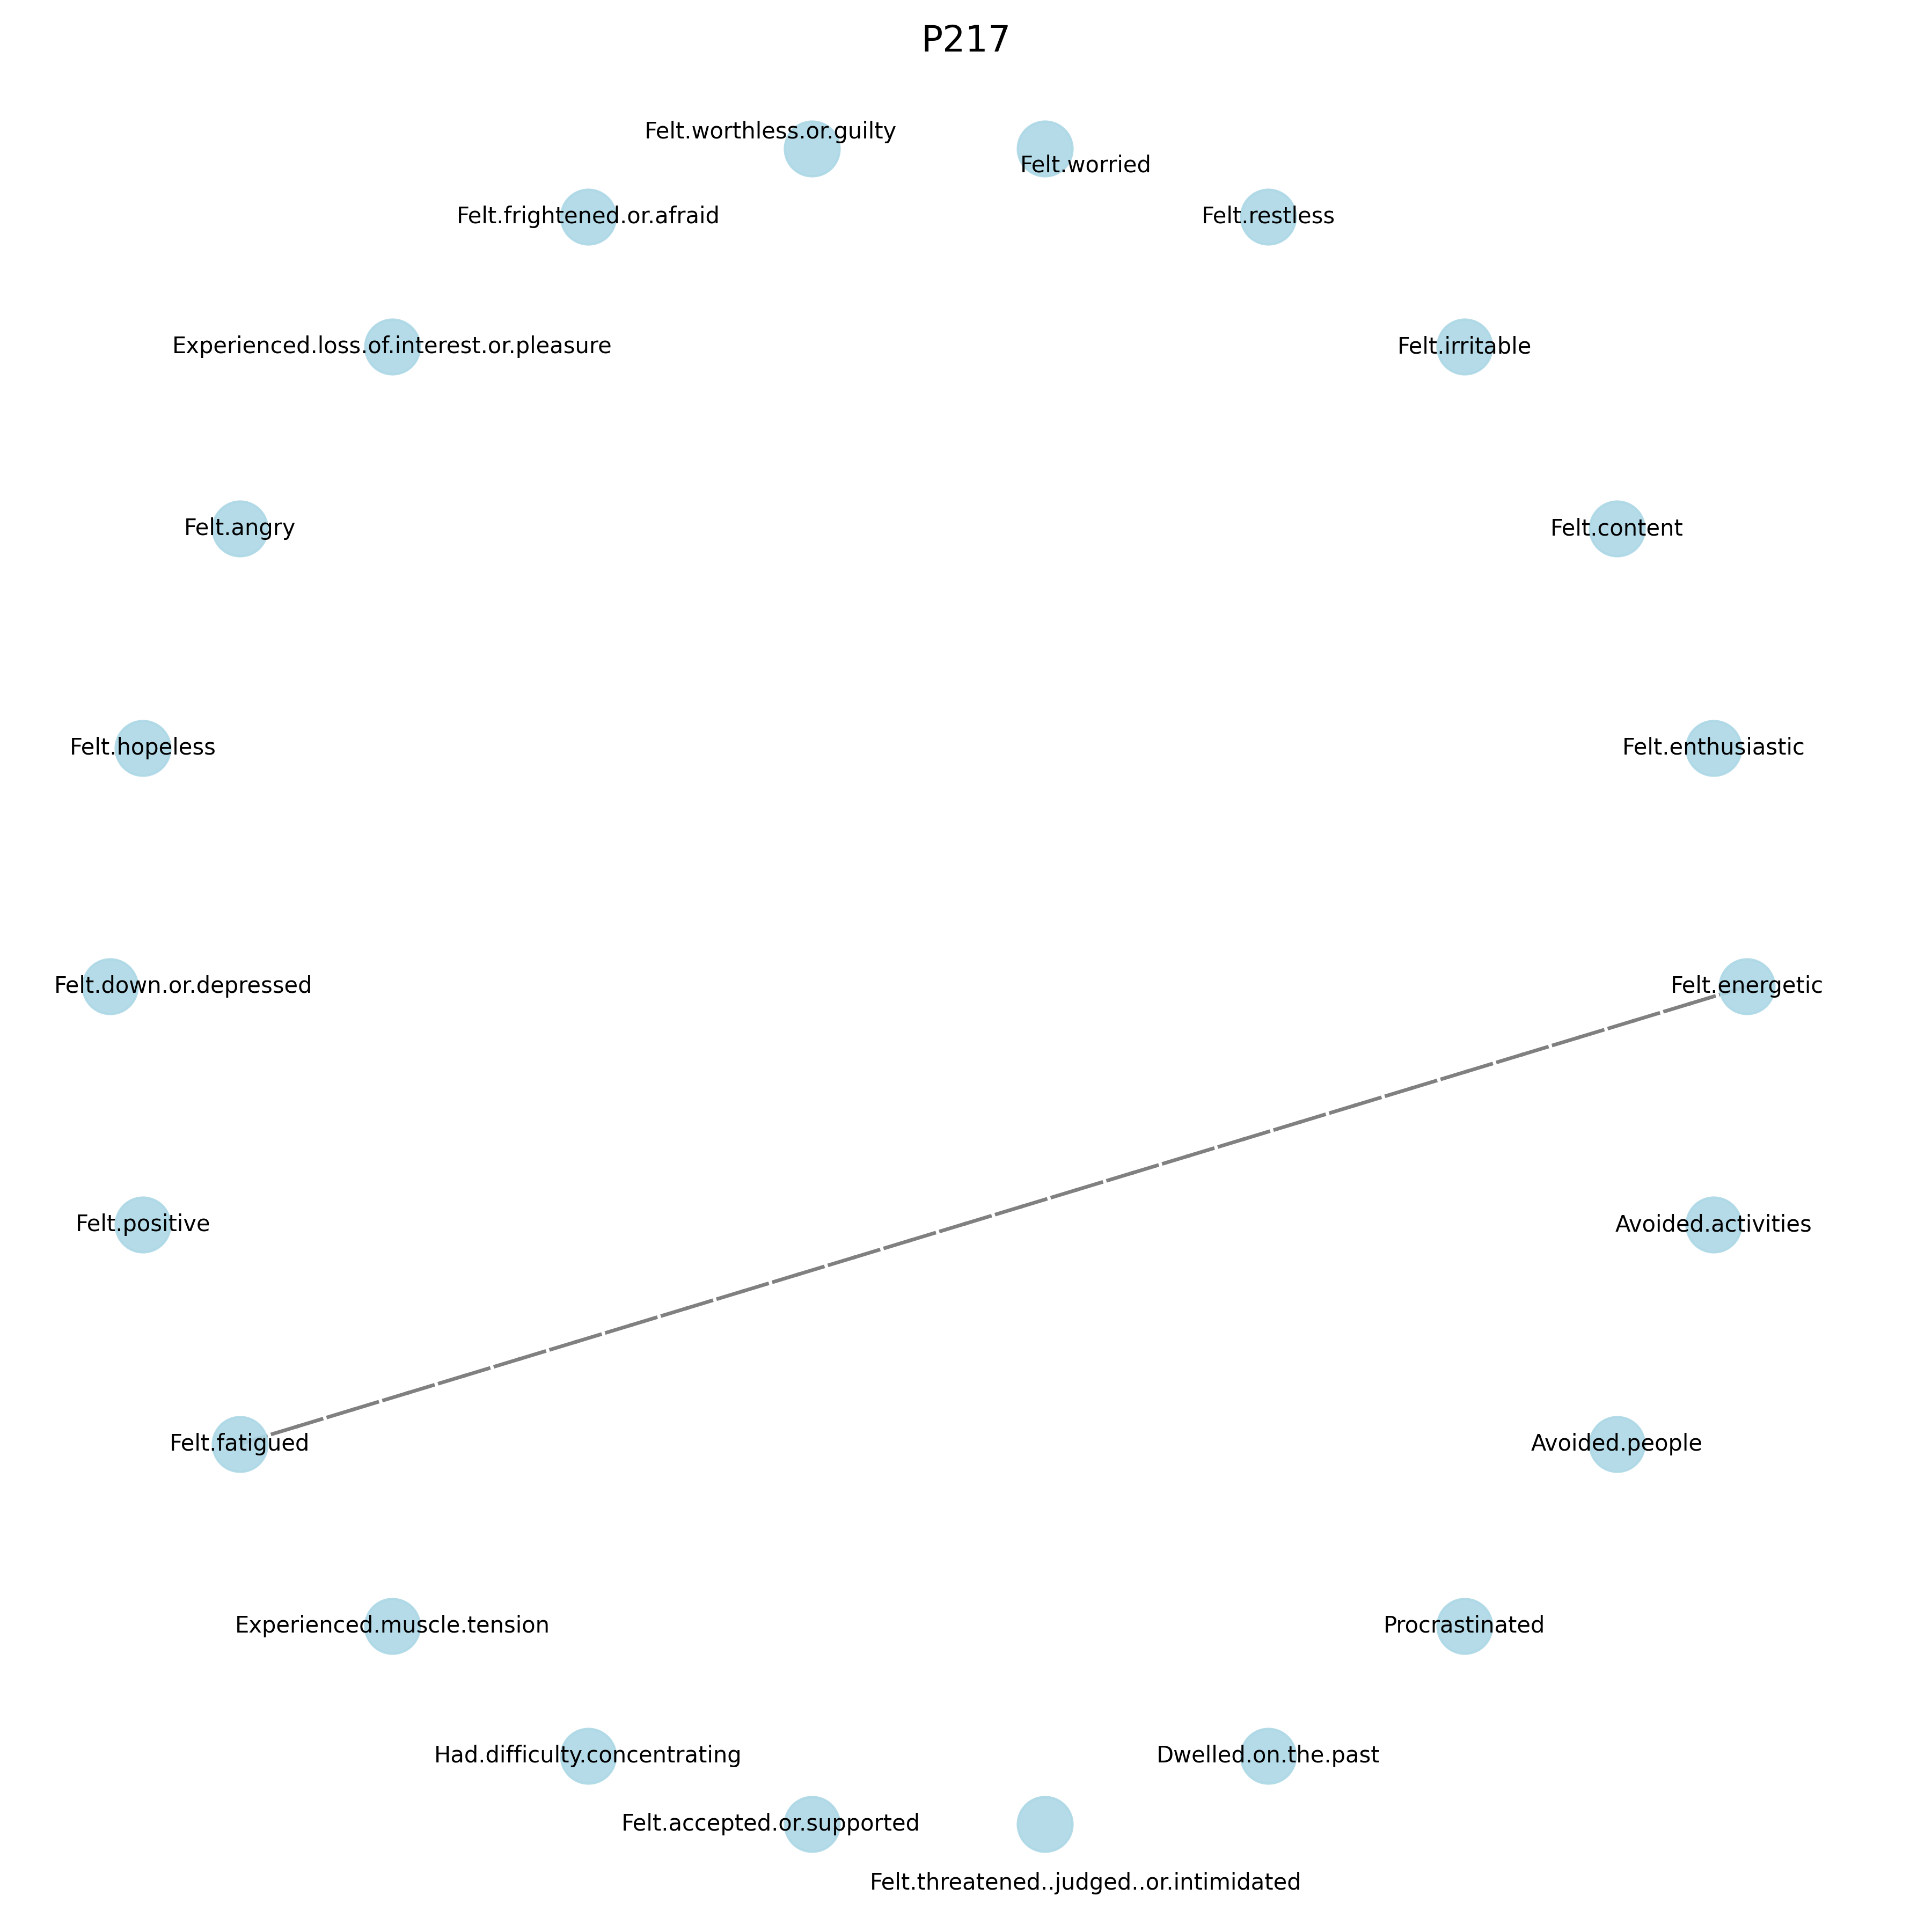 P217
Felt.worthless.or.guilty
Felt.worried
Felt.frightened.or.afraid
Felt.restless
Experienced.loss.of.interest.or.pleasure
Felt.irritable
Felt.angry
Felt.content
Felt.hopeless
Felt.enthusiastic
Felt.down.or.depressed
Felt.energetic
Felt.positive
Avoided.activities
Felt.fatigued
Avoided.people
Experienced.muscle.tension
Procrastinated
Had.difficulty.concentrating
Dwelled.on.the.past
Felt.accepted.or.supported
Felt.threatened..judged..or.intimidated